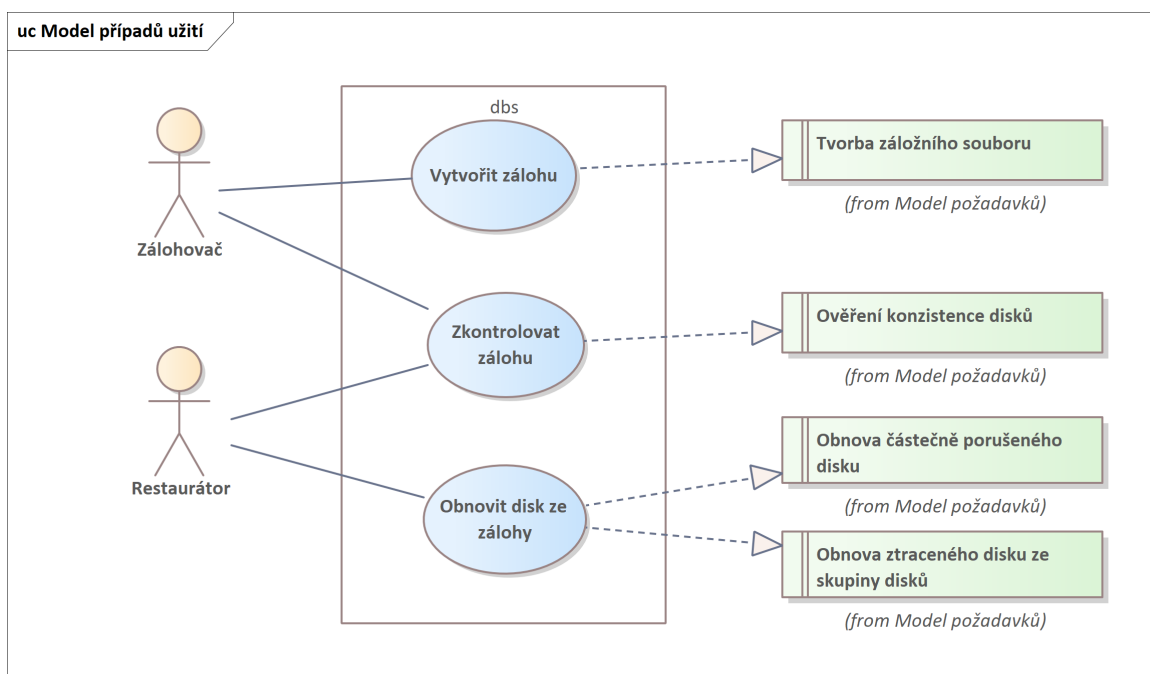 uc Model případů užití
dbs
Vytvořit zálohu
Tvorba záložního souboru
(from Model požadavků)
Zálohovač
Zkontrolovat
zálohu
Ověření konzistence disků
(from Model požadavků)
Restaurátor
Obnovit disk ze
zálohy
Obnova částečně porušeného
disku
(from Model požadavků)
Obnova ztraceného disku ze
skupiny disků
(from Model požadavků)